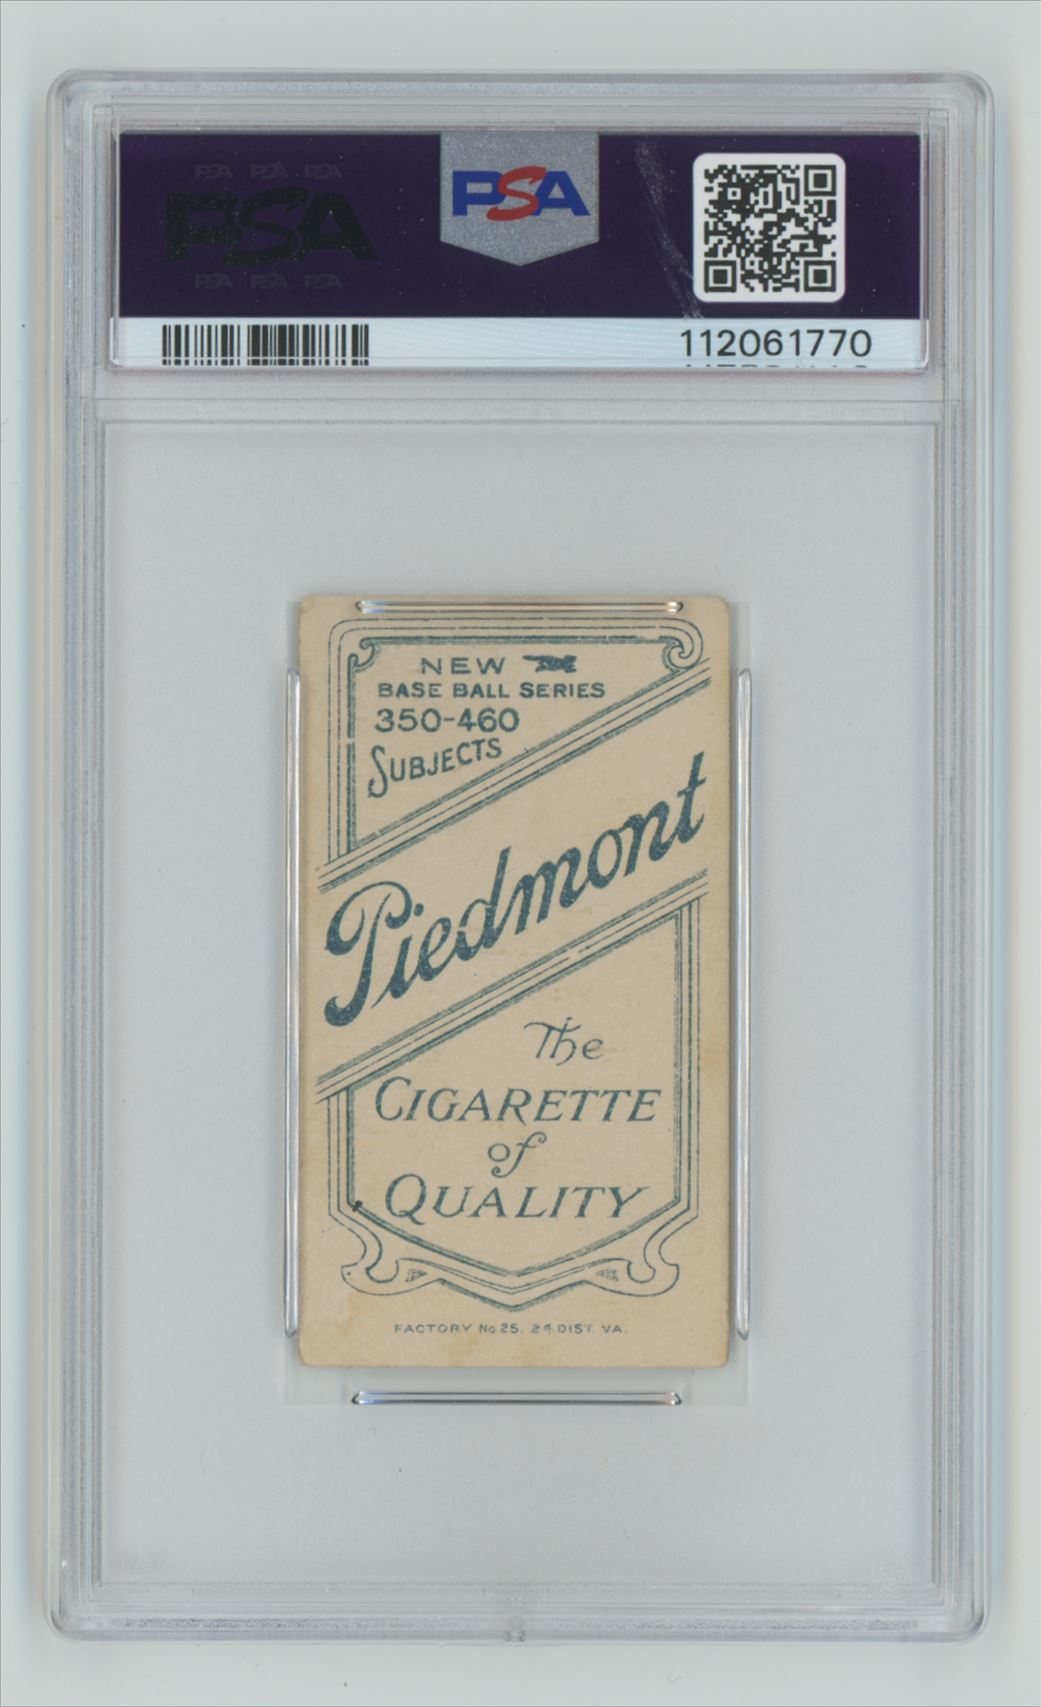 PSA PSA PSA
PSA
PSA PSA PSA
PSA
112061770
NEW
BASE BALL SERIES
350-460
SUBJECTS
Piedmont
The
CIGARETTE
of
QUALITY
FACTORY No 25. 2d DIST. VA.